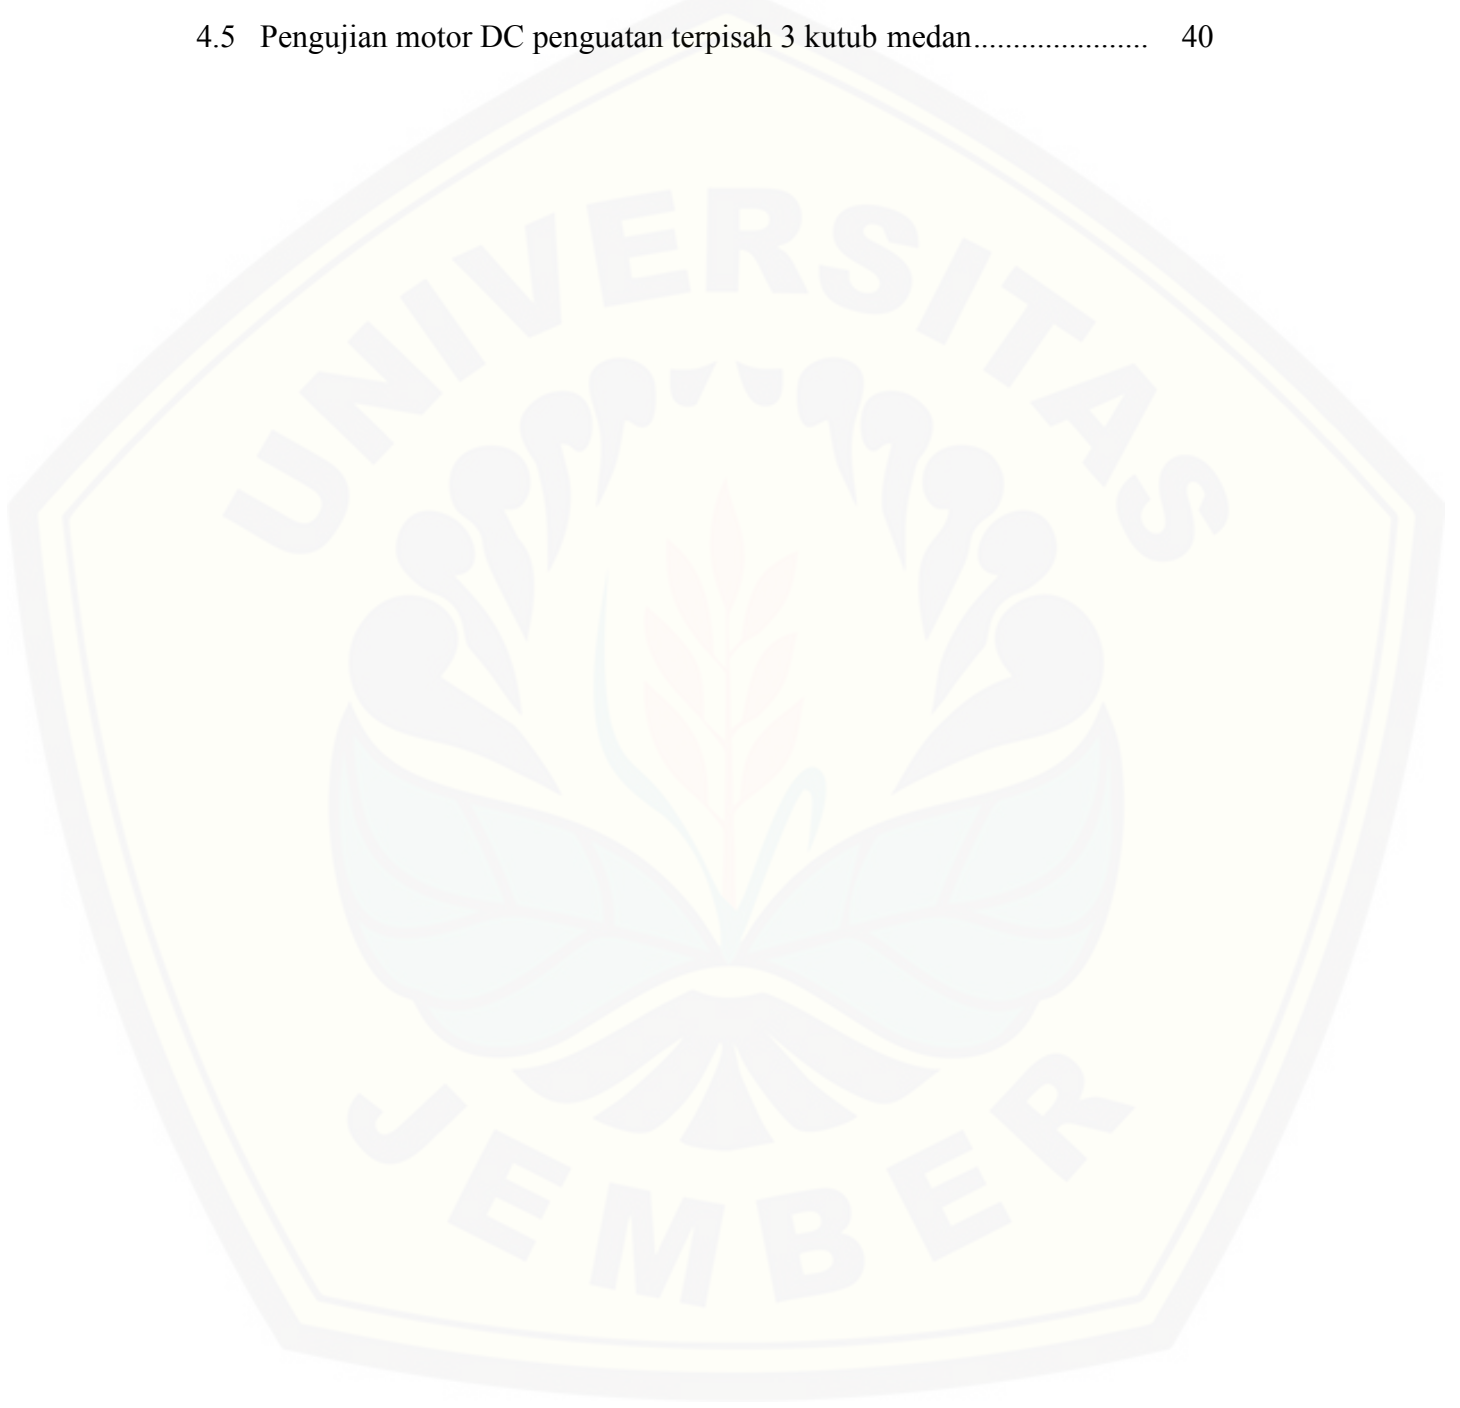 4.5 Pengujian motor DC penguatan terpisah 3 kutub medan...................... 40
UNIVERSITAS
JEMBER